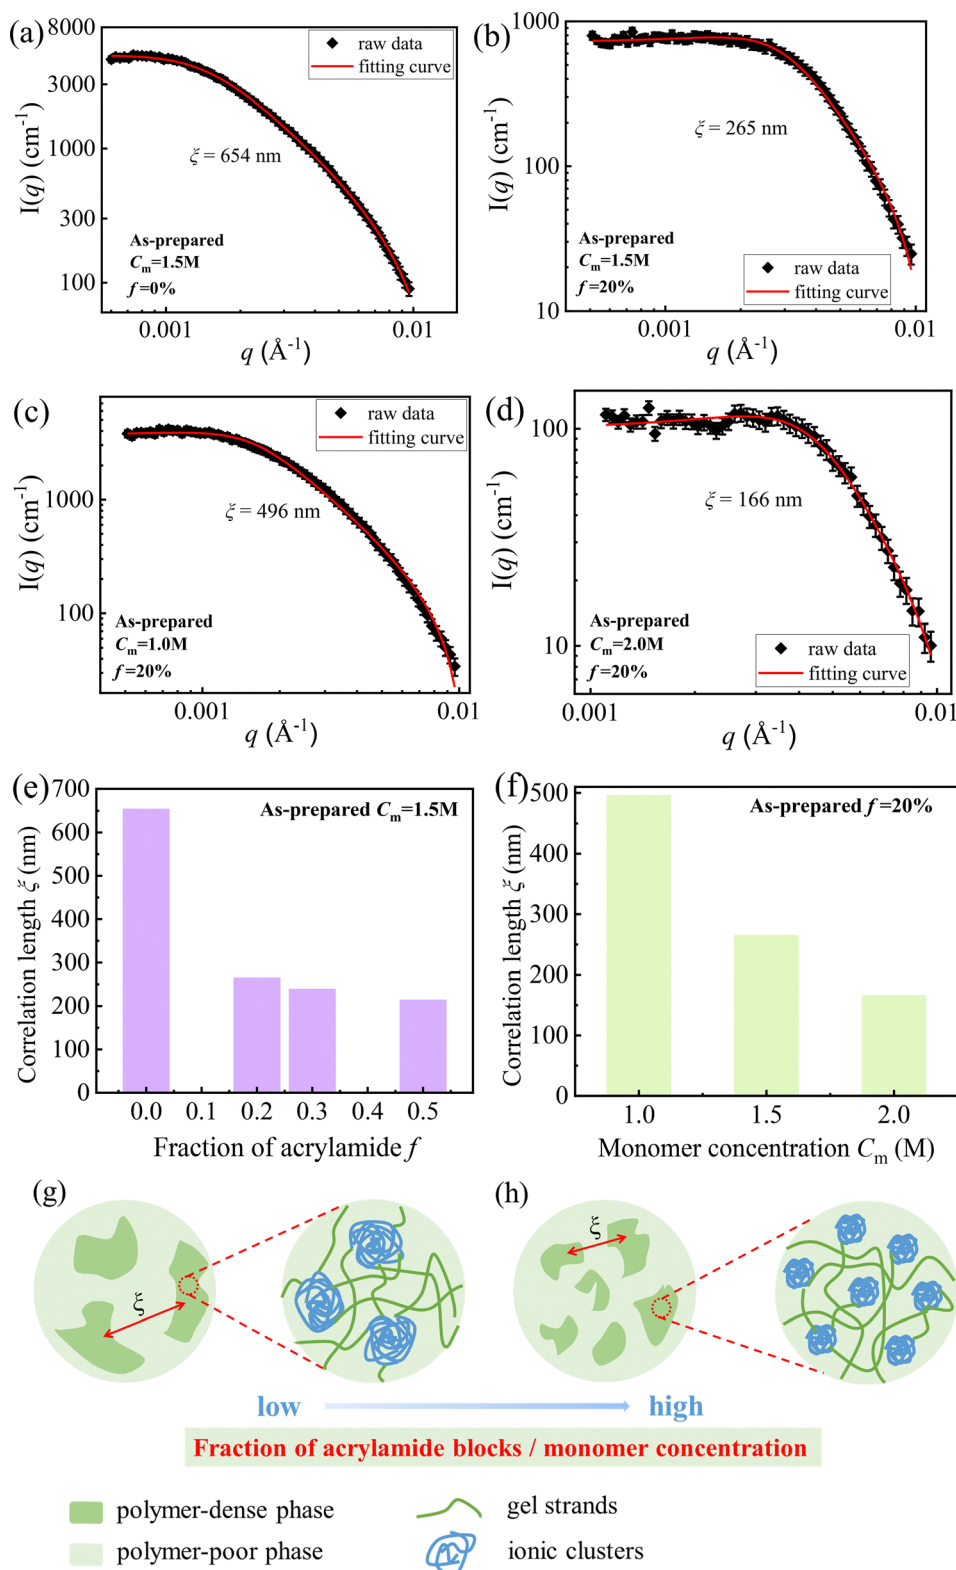 (a)
8000
3000
1000
300
100
I(q) (cm⁻¹)
raw data
fitting curve
ξ = 654 nm
As-prepared
Cm=1.5M
f=0%
0.001
0.01
q (Å⁻¹)
(b)
1000
100
10
I(q) (cm⁻¹)
ξ = 265 nm
As-prepared
Cm=1.5M
f=20%
raw data
fitting curve
0.001
0.01
q (Å⁻¹)
(c)
1000
100
I(q) (cm⁻¹)
raw data
fitting curve
ξ = 496 nm
As-prepared
Cm=1.0M
f=20%
0.001
0.01
q (Å⁻¹)
(d)
100
10
I(q) (cm⁻¹)
ξ = 166 nm
As-prepared
Cm=2.0M
f=20%
raw data
fitting curve
0.001
0.01
q (Å⁻¹)
(e)
700
600
500
400
300
200
100
0
Correlation length ξ (nm)
As-prepared Cm=1.5M
0.0 0.1 0.2 0.3 0.4 0.5
Fraction of acrylamide f
(f)
500
400
300
200
100
0
Correlation length ξ (nm)
As-prepared f=20%
1.0 1.5 2.0
Monomer concentration Cm (M)
(g)
ξ
(h)
ξ
low
high
Fraction of acrylamide blocks / monomer concentration
polymer-dense phase
gel strands
polymer-poor phase
ionic clusters